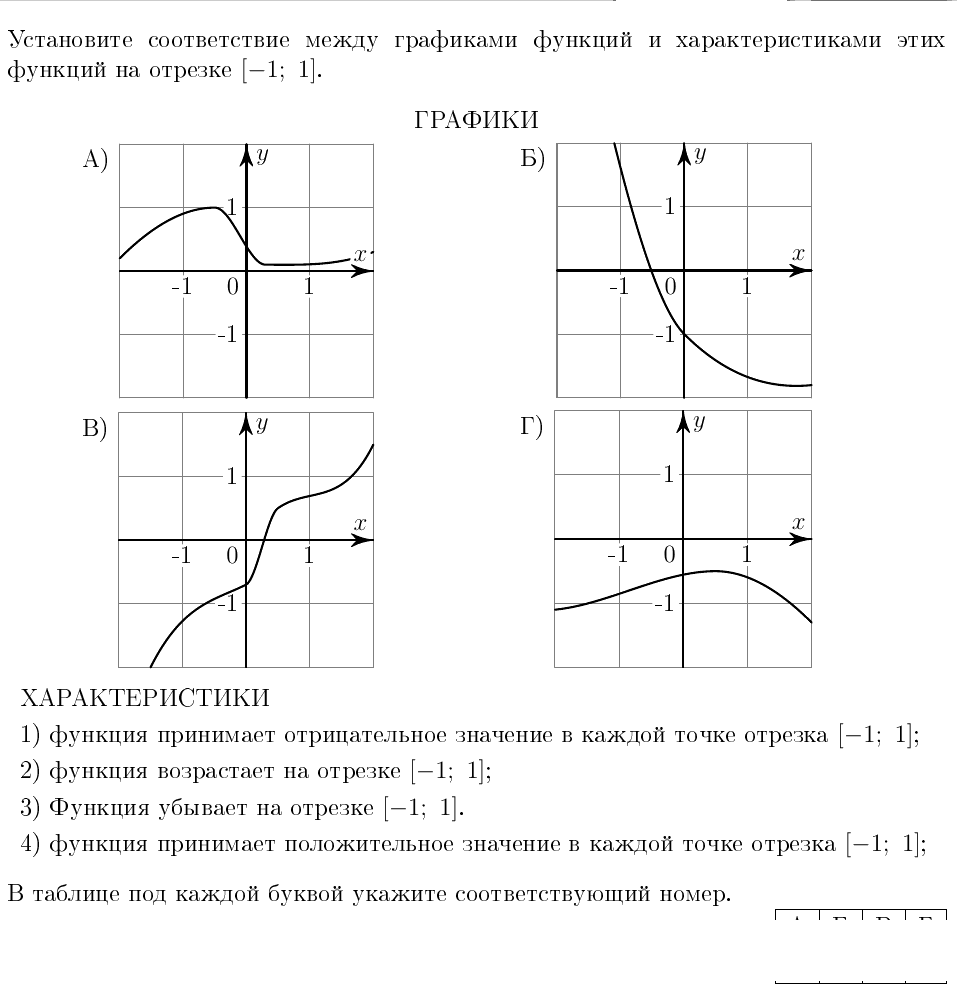 Установите соответствие между графиками функций и характеристиками этих
функций на отрезке [−1; 1].
ГРАФИКИ
А)
y
1
x
-1
0
1
-1
Б)
y
1
x
-1
0
1
-1
В)
y
1
x
-1
0
1
-1
Г)
y
1
x
-1
0
1
-1
ХАРАКТЕРИСТИКИ
1) функция принимает отрицательное значение в каждой точке отрезка [−1; 1];
2) функция возрастает на отрезке [−1; 1];
3) Функция убывает на отрезке [−1; 1].
4) функция принимает положительное значение в каждой точке отрезка [−1; 1];
В таблице под каждой буквой укажите соответствующий номер.